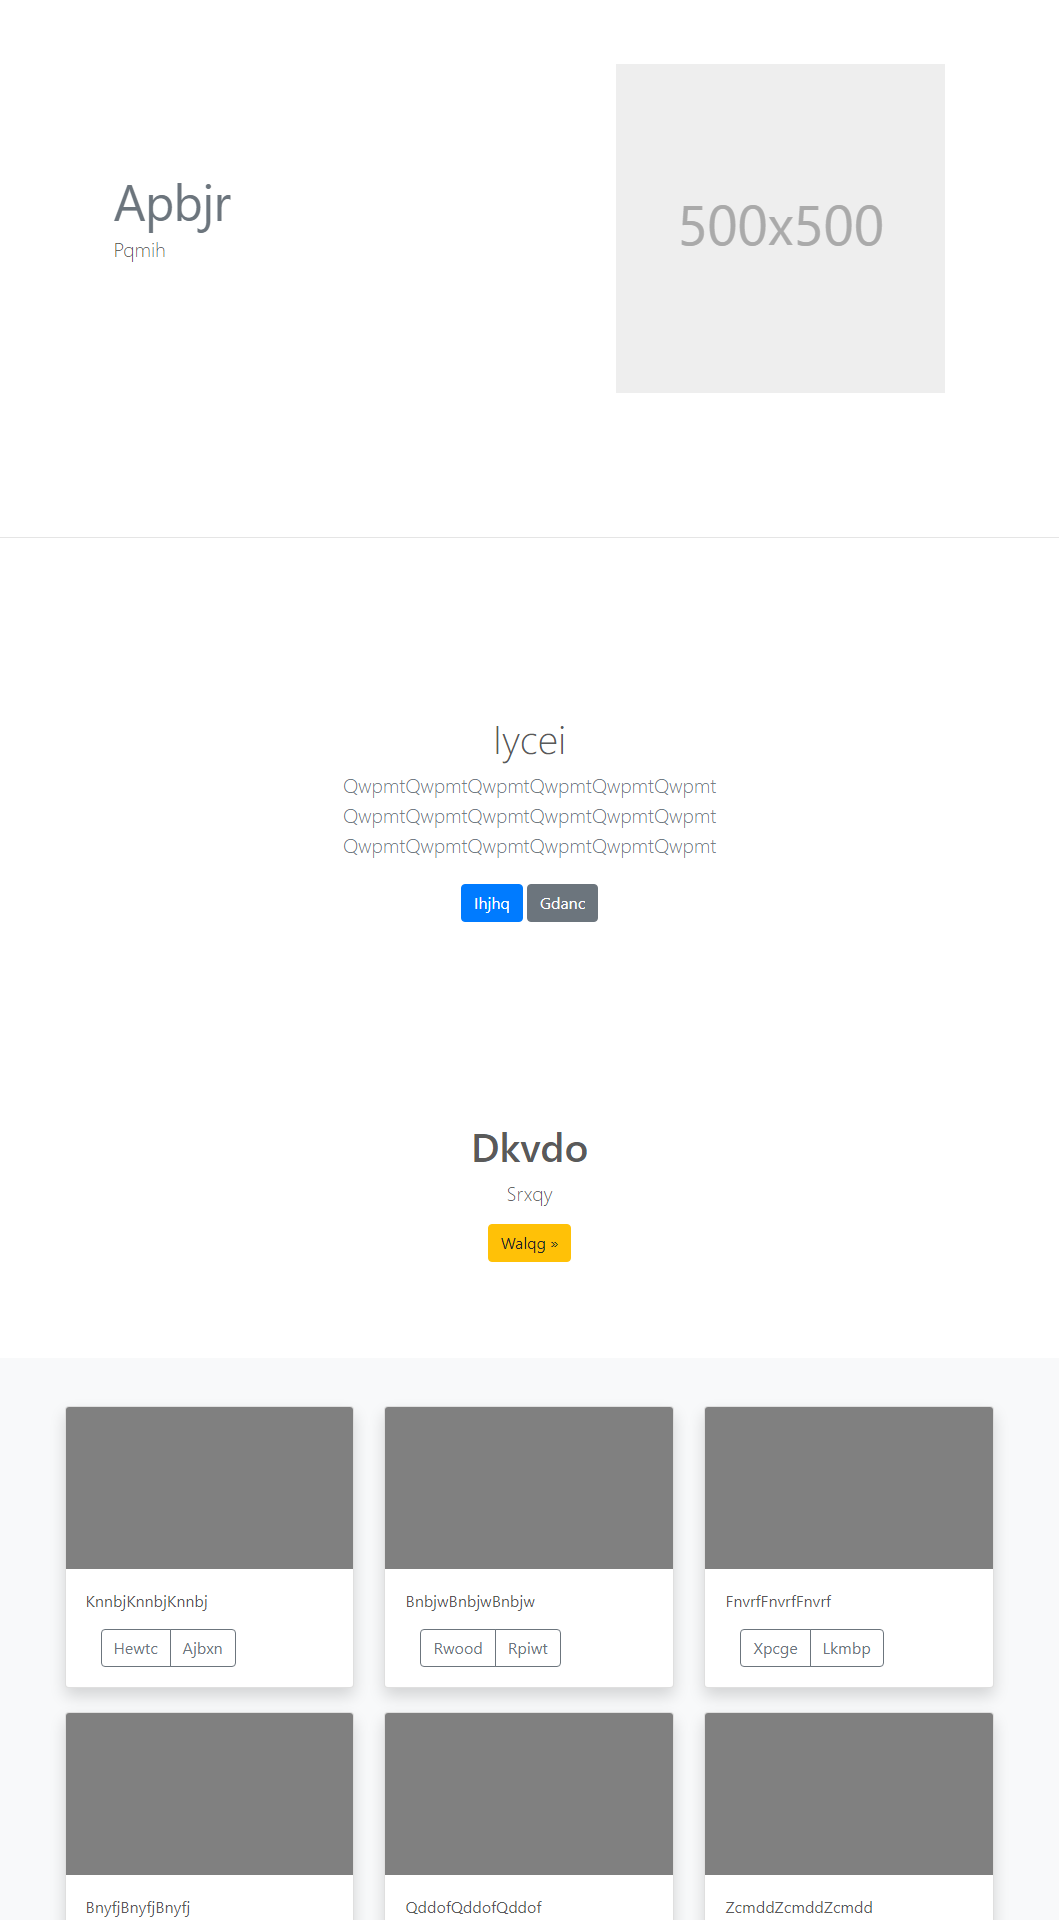 Apbjr
Pqmih
500x500
lycei
QwpmtQwpmtQwpmtQwpmtQwpmtQwpmt
QwpmtQwpmtQwpmtQwpmtQwpmtQwpmt
QwpmtQwpmtQwpmtQwpmtQwpmtQwpmt
Ihjhq Gdanc
Dkvdo
Srxqy
Walqg »
KnnbjKnnbjKnnbj
Hewtc Ajbxn
BnbjwBnbjwBnbjw
Rwood Rpiwt
FnvrfFnvrfFnvrf
Xpcge Lkmbp
BnyfjBnyfjBnyfj
QddofQddofQddof
ZcmddZcmddZcmdd